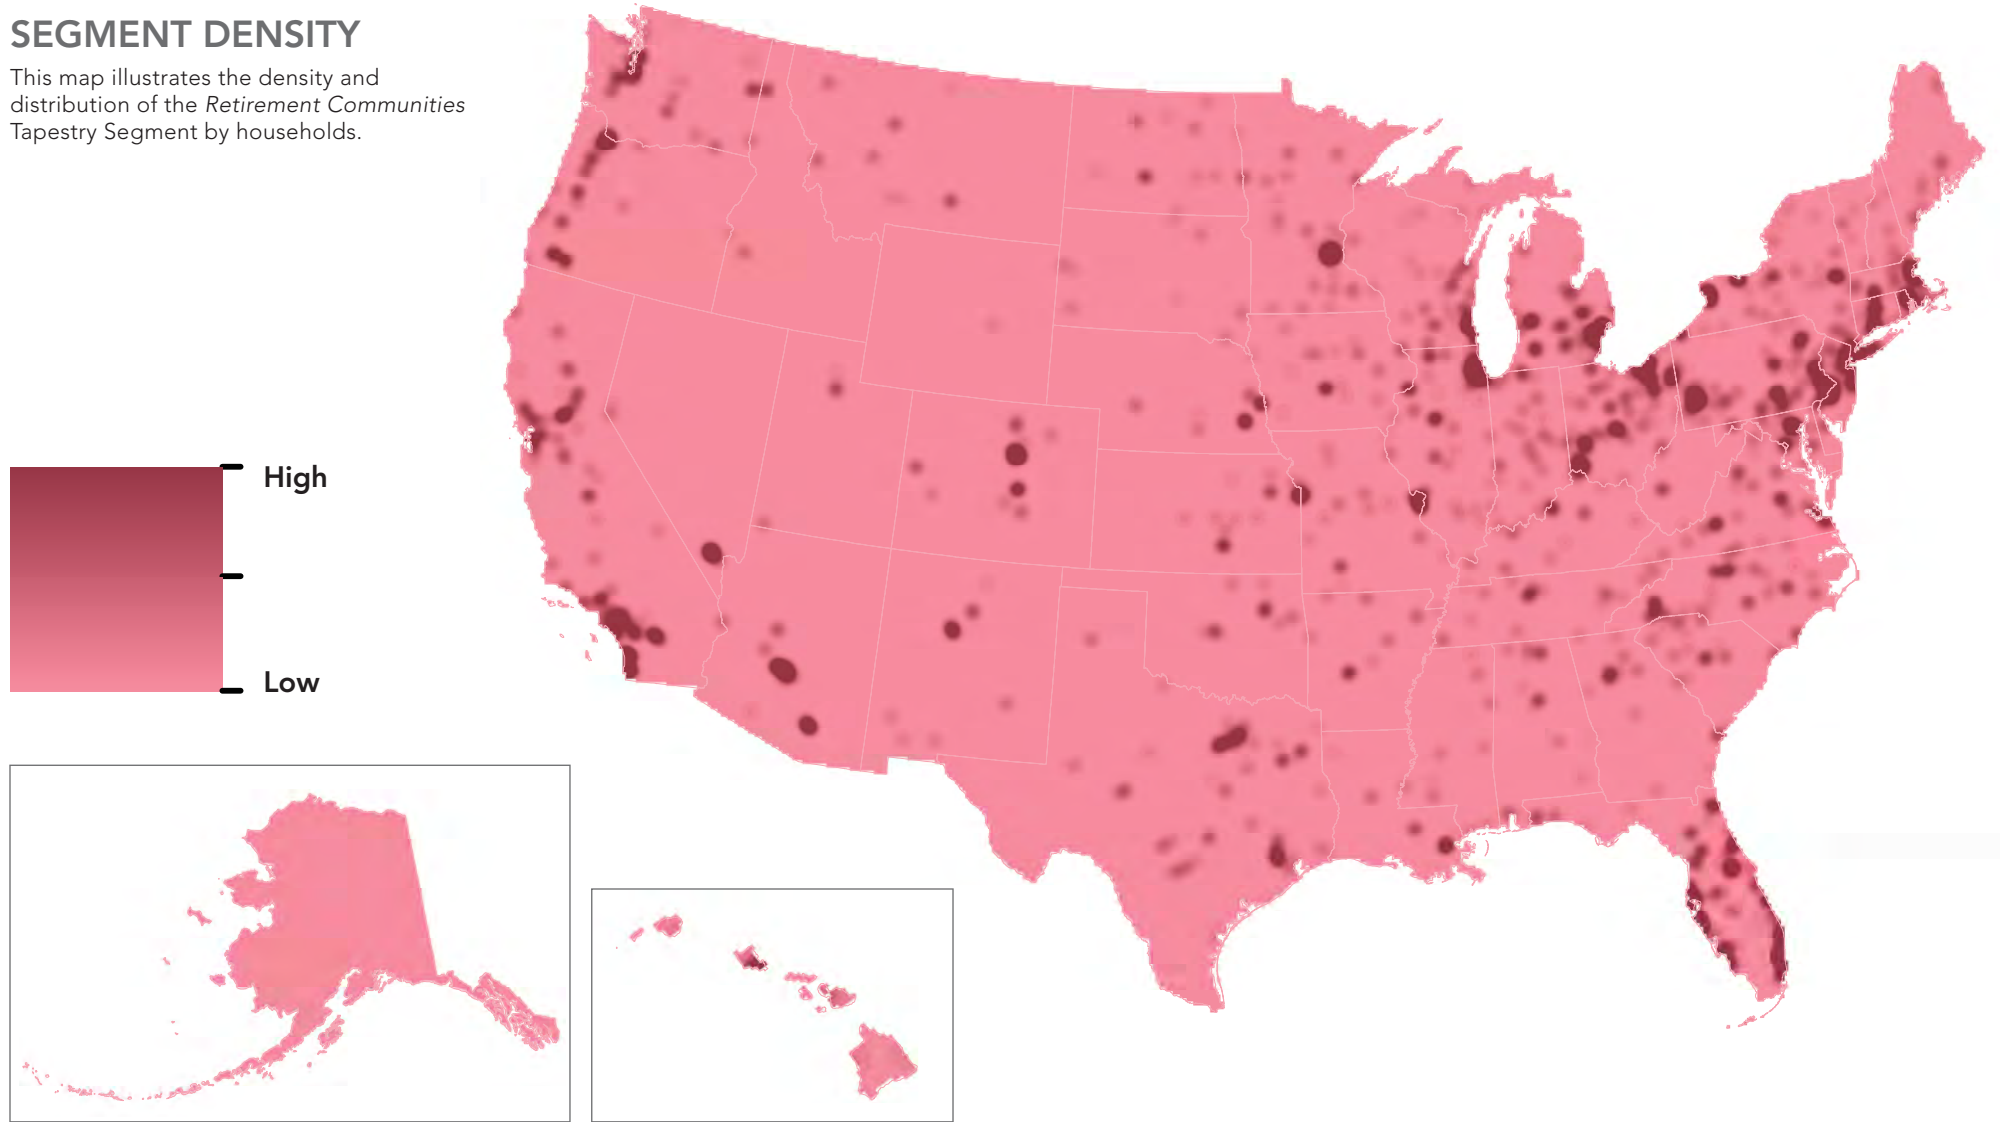 SEGMENT DENSITY
This map illustrates the density and
distribution of the Retirement Communities
Tapestry Segment by households.
High
Low